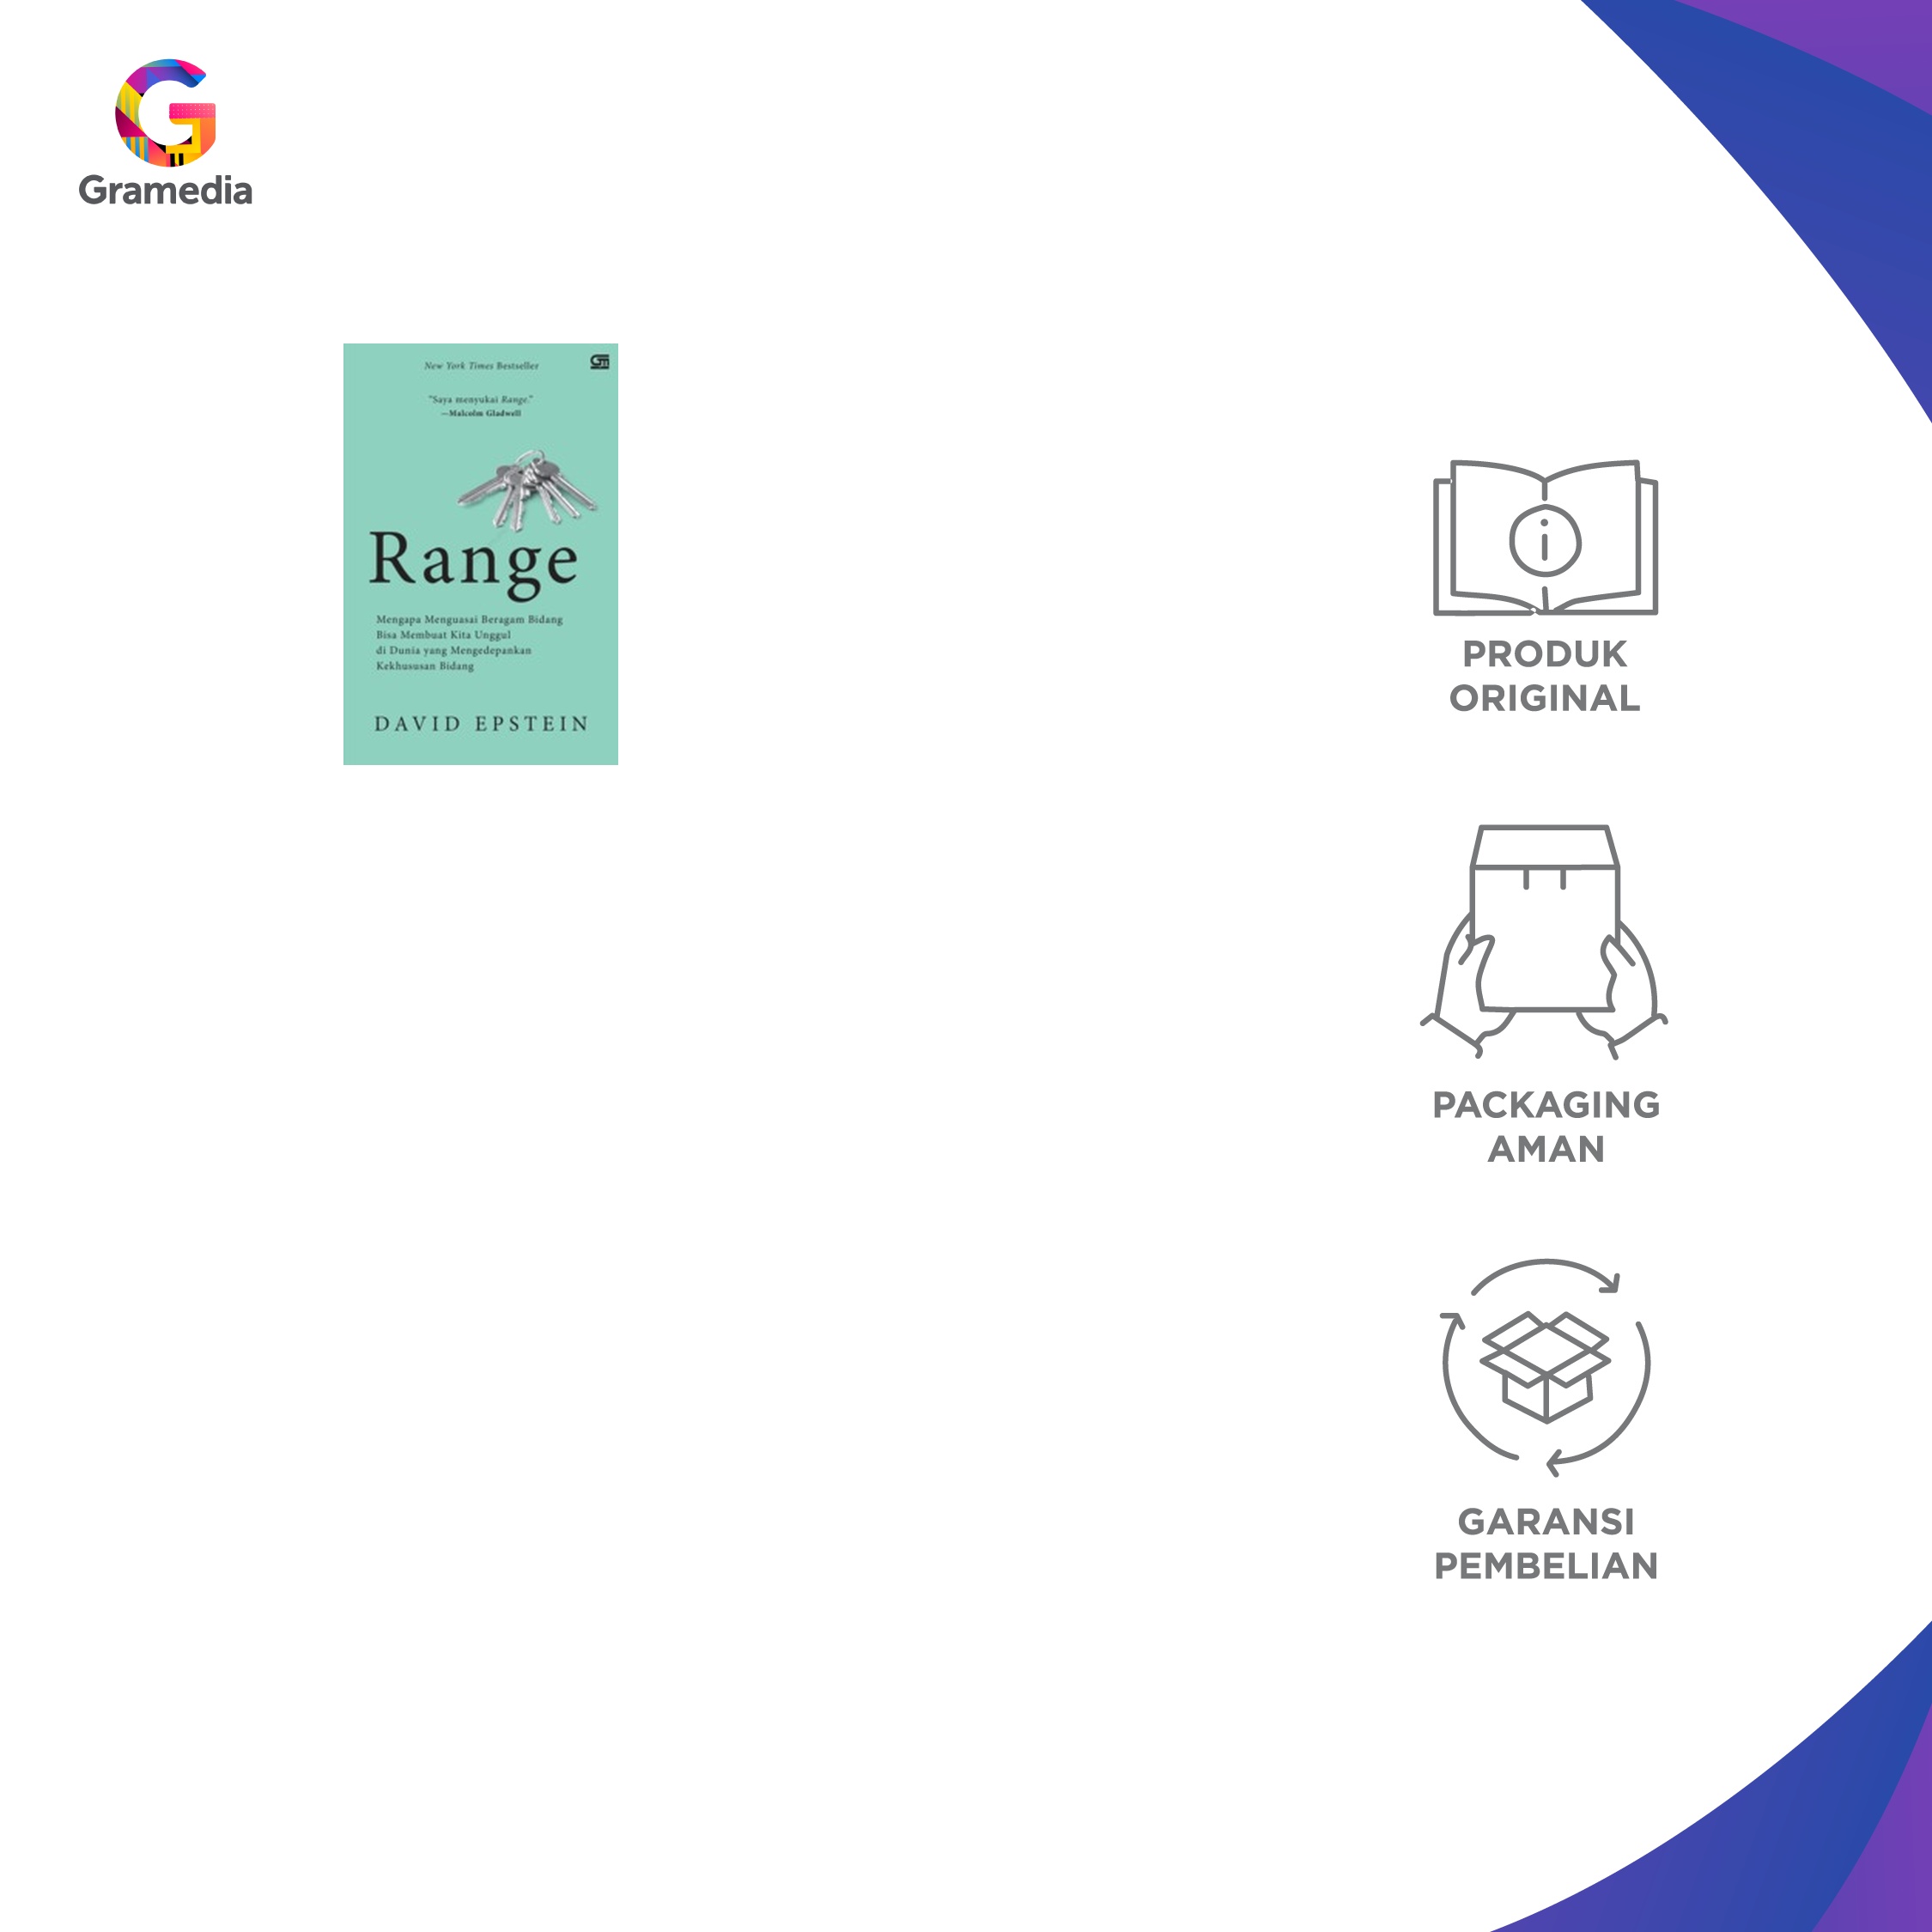 Gramedia
New York Times Bestseller
"Saya menyukai Range."
—Malcolm Gladwell
Range
Mengapa Menguasai Beragam Bidang
Bisa Membuat Kita Unggul
di Dunia yang Mengedepankan
Kekhususan Bidang
DAVID EPSTEIN
PRODUK
ORIGINAL
PACKAGING
AMAN
GARANSI
PEMBELIAN